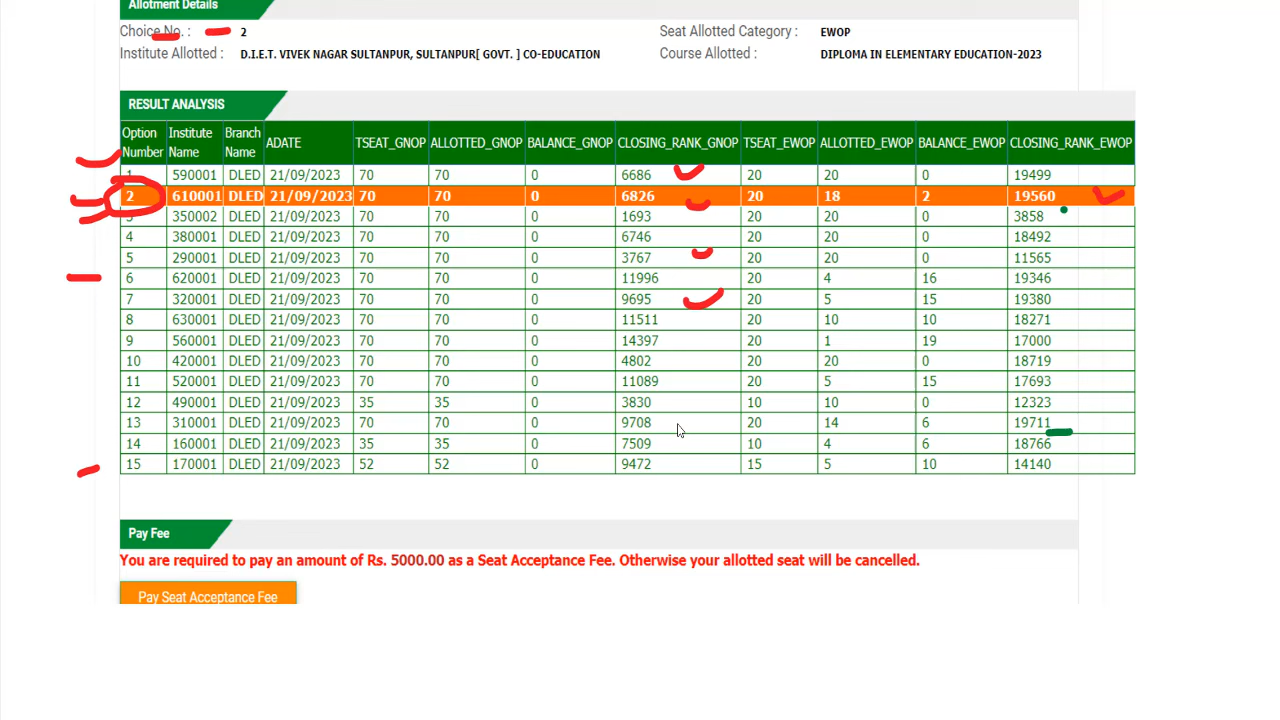 Allotment Details
Choice No. : 2 Seat Allotted Category : EWOP
Institute Allotted : D.I.E.T. VIVEK NAGAR SULTANPUR, SULTANPUR[ GOVT. ] CO-EDUCATION Course Allotted : DIPLOMA IN ELEMENTARY EDUCATION-2023
RESULT ANALYSIS
Option Number Institute Name Branch Name ADATE TSEAT_GNOP ALLOTTED_GNOP BALANCE_GNOP CLOSING_RANK_GNOP TSEAT_EWOP ALLOTTED_EWOP BALANCE_EWOP CLOSING_RANK_EWOP
1 590001 DLED 21/09/2023 70 70 0 6686 20 20 0 19499
2 610001 DLED 21/09/2023 70 70 0 6826 20 18 2 19560
3 350002 DLED 21/09/2023 70 70 0 1693 20 20 0 3858
4 380001 DLED 21/09/2023 70 70 0 6746 20 20 0 18492
5 290001 DLED 21/09/2023 70 70 0 3767 20 20 0 11565
6 620001 DLED 21/09/2023 70 70 0 11996 20 4 16 19346
7 320001 DLED 21/09/2023 70 70 0 9695 20 5 15 19380
8 630001 DLED 21/09/2023 70 70 0 11511 20 10 10 18271
9 560001 DLED 21/09/2023 70 70 0 14397 20 1 19 17000
10 420001 DLED 21/09/2023 70 70 0 4802 20 20 0 18719
11 520001 DLED 21/09/2023 70 70 0 11089 20 5 15 17693
12 490001 DLED 21/09/2023 35 35 0 3830 10 10 0 12323
13 310001 DLED 21/09/2023 70 70 0 9708 20 14 6 19711
14 160001 DLED 21/09/2023 35 35 0 7509 10 4 6 18766
15 170001 DLED 21/09/2023 52 52 0 9472 15 5 10 14140
Pay Fee
You are required to pay an amount of Rs. 5000.00 as a Seat Acceptance Fee. Otherwise your allotted seat will be cancelled.
Pay Seat Acceptance Fee